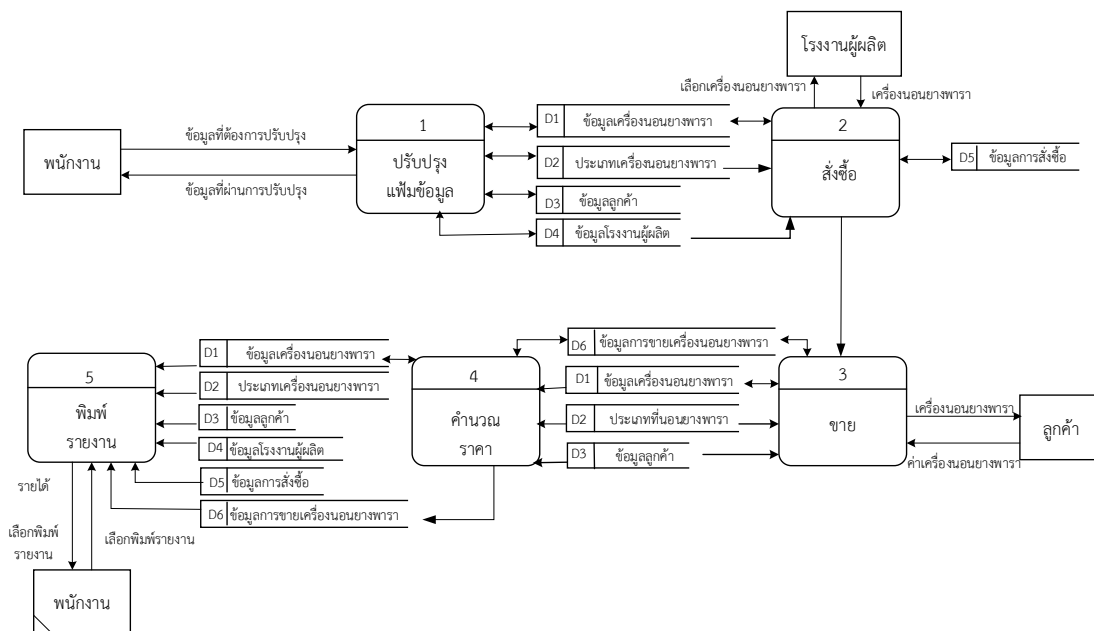 โรงงานผู้ผลิต
เลือกเครื่องนอนยางพารา
เครื่องนอนยางพารา
พนักงาน
ข้อมูลที่ต้องการปรับปรุง
ข้อมูลที่ผ่านการปรับปรุง
1
ปรับปรุง
แฟ้มข้อมูล
D1 ข้อมูลเครื่องนอนยางพารา
D2 ประเภทเครื่องนอนยางพารา
D3 ข้อมูลลูกค้า
D4 ข้อมูลโรงงานผู้ผลิต
2
สั่งซื้อ
D5 ข้อมูลการสั่งซื้อ
5
พิมพ์
รายงาน
D1 ข้อมูลเครื่องนอนยางพารา
D2 ประเภทเครื่องนอนยางพารา
D3 ข้อมูลลูกค้า
D4 ข้อมูลโรงงานผู้ผลิต
D5 ข้อมูลการสั่งซื้อ
D6 ข้อมูลการขายเครื่องนอนยางพารา
4
คำนวณ
ราคา
D6 ข้อมูลการขายเครื่องนอนยางพารา
D1 ข้อมูลเครื่องนอนยางพารา
D2 ประเภทที่นอนยางพารา
D3 ข้อมูลลูกค้า
3
ขาย
เครื่องนอนยางพารา
ค่าเครื่องนอนยางพารา
ลูกค้า
รายได้
เลือกพิมพ์
รายงาน
เลือกพิมพ์รายงาน
พนักงาน